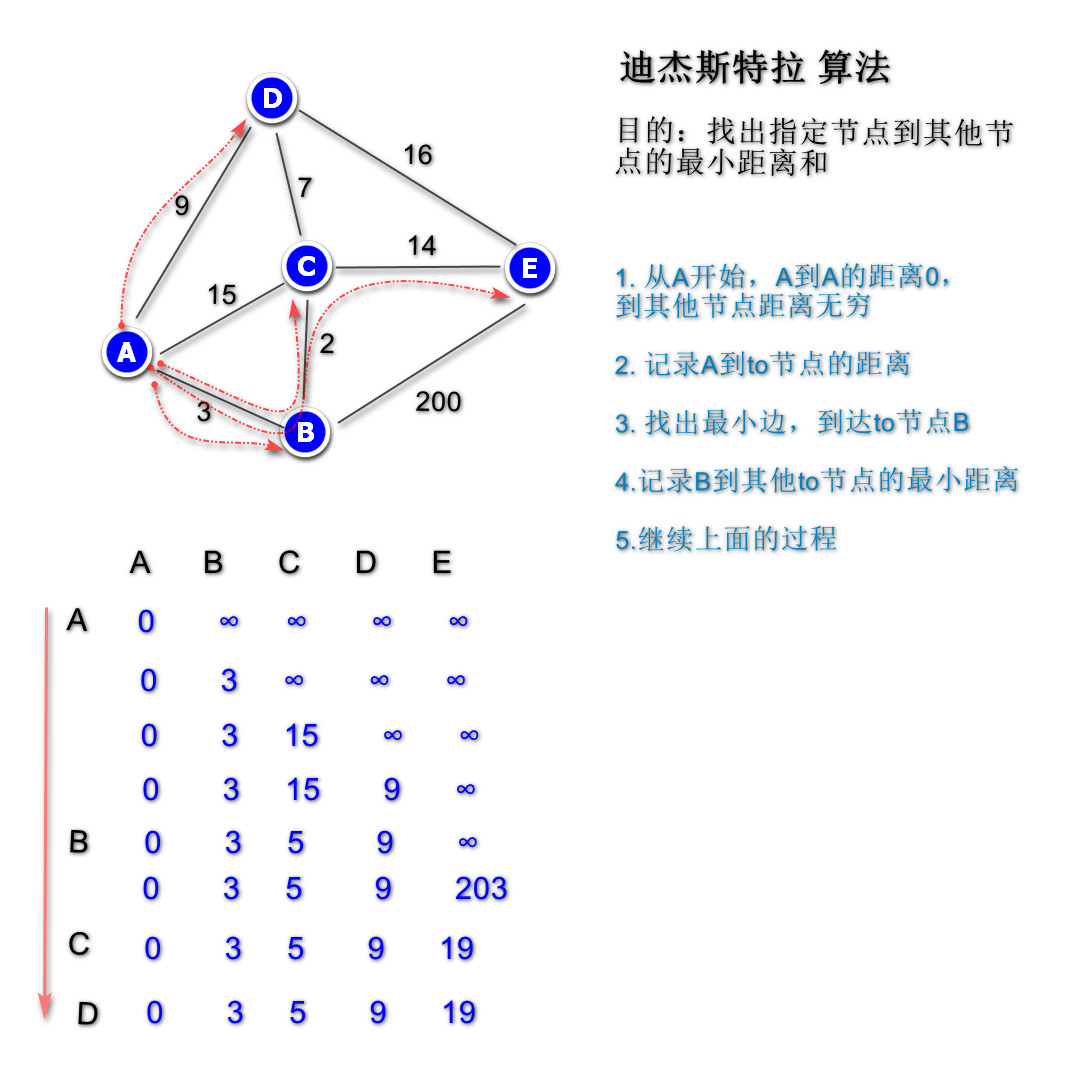 迪杰斯特拉 算法
目的：找出指定节点到其他节
点的最小距离和
1. 从A开始，A到A的距离0，
到其他节点距离无穷
2. 记录A到to节点的距离
3. 找出最小边，到达to节点B
4.记录B到其他to节点的最小距离
5.继续上面的过程
D
16
7
9
14
C
E
15
2
A
200
3
B
A B C D E
A 0 ∞ ∞ ∞ ∞
0 3 ∞ ∞ ∞
0 3 15 ∞ ∞
0 3 15 9 ∞
B 0 3 5 9 ∞
0 3 5 9 203
C 0 3 5 9 19
D 0 3 5 9 19